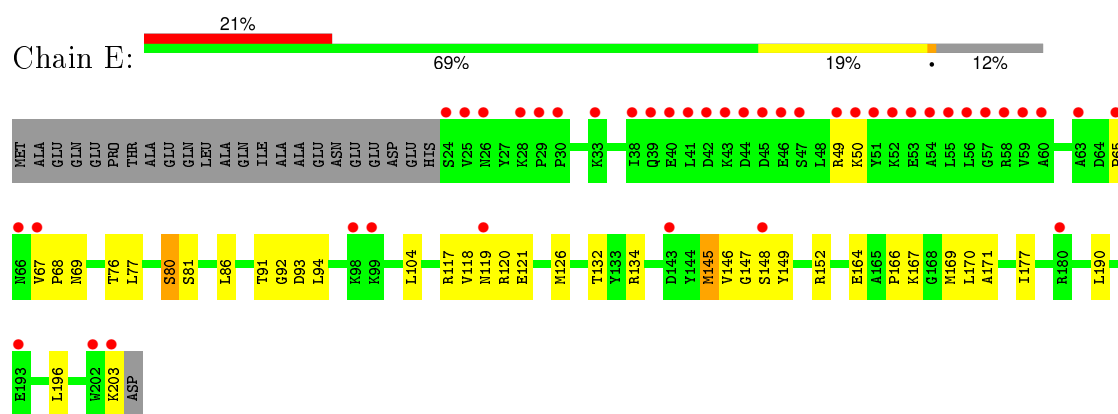 21%
Chain E:
69% 19% • 12%
MET ALA GLU GLN GLU PRO THR ALA GLU GLN LEU ALA GLN ILE ALA ALA GLU ASN GLU GLU ASP GLU HIS S24 V25 N26 Y27 K28 P29 P30 K33 I38 Q39 E40 L41 D42 K43 D44 D45 E46 S47 L48 R49 K50 Y51 K52 E53 A54 L55 L56 G57 R58 V59 A60 A63 D64 P65
N66 V67 P68 N69 T76 L77 S80 S81 L86 T91 G92 D93 L94 K98 K99 L104 R117 V118 N119 R120 E121 M126 T132 Y133 R134 D143 Y144 M145 V146 G147 S148 Y149 R152 E164 A165 P166 K167 G168 M169 L170 A171 I177 R180 L190
E193 L196 W202 K203 ASP